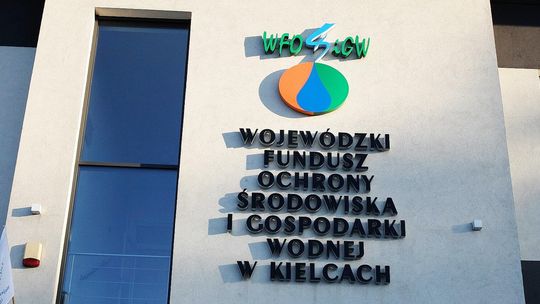 WFOŚiGW
WOJEWÓDZKI
FUNDUSZ
OCHRONY
ŚRODOWISKA
I GOSPODARKI
WODNEJ
W KIELCACH